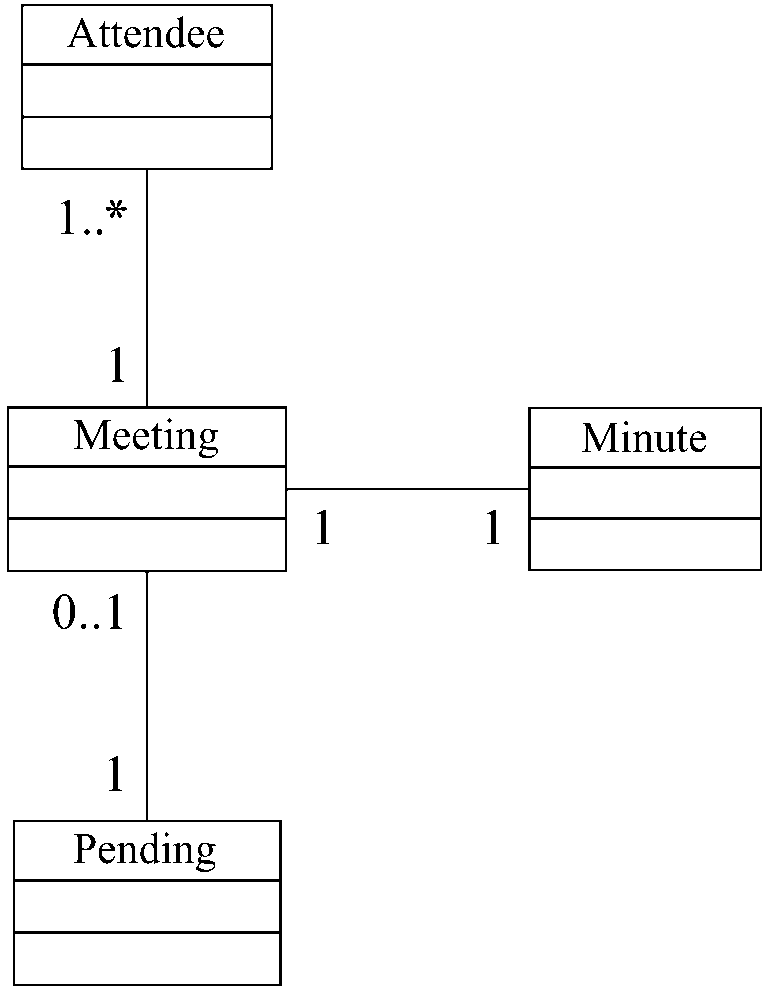 Attendee
1..*
1
Meeting
Minute
1
1
0..1
1
Pending